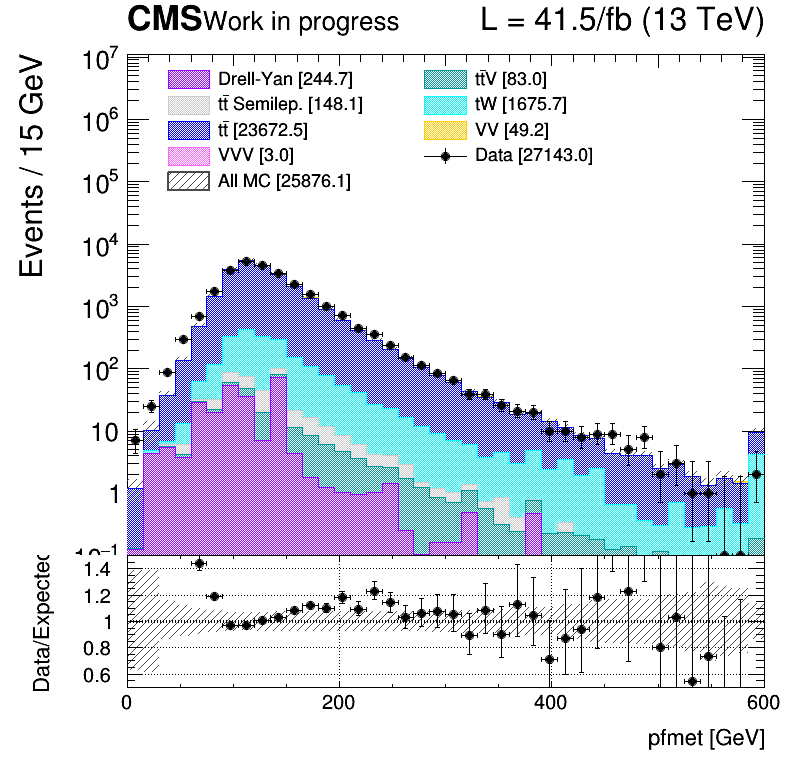 CMS Work in progress L = 41.5/fb (13 TeV)
Events / 15 GeV
Drell-Yan [244.7]
tt̄ Semilep. [148.1]
tt̄ [23672.5]
VVV [3.0]
All MC [25876.1]
tt̄V [83.0]
tW [1675.7]
VV [49.2]
Data [27143.0]
10⁷
10⁶
10⁵
10⁴
10³
10²
10
1
10⁻¹
Data/Expected
1.4
1.2
1
0.8
0.6
0 200 400 600
pfmet [GeV]